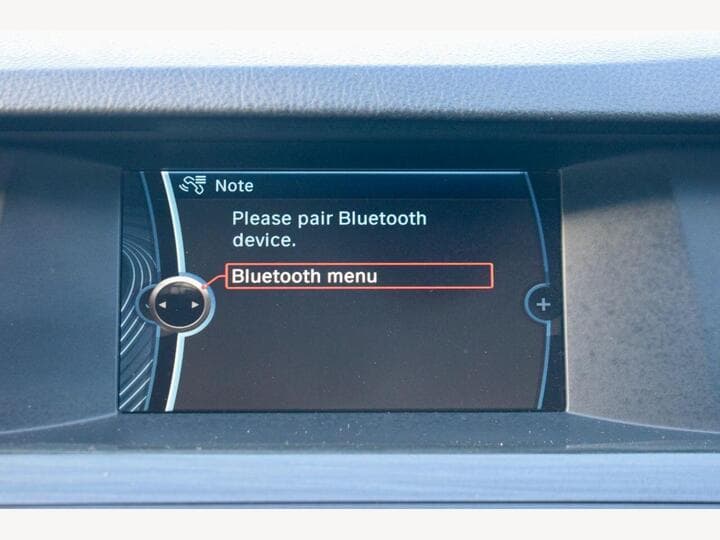 Note
Please pair Bluetooth
device.
Bluetooth menu